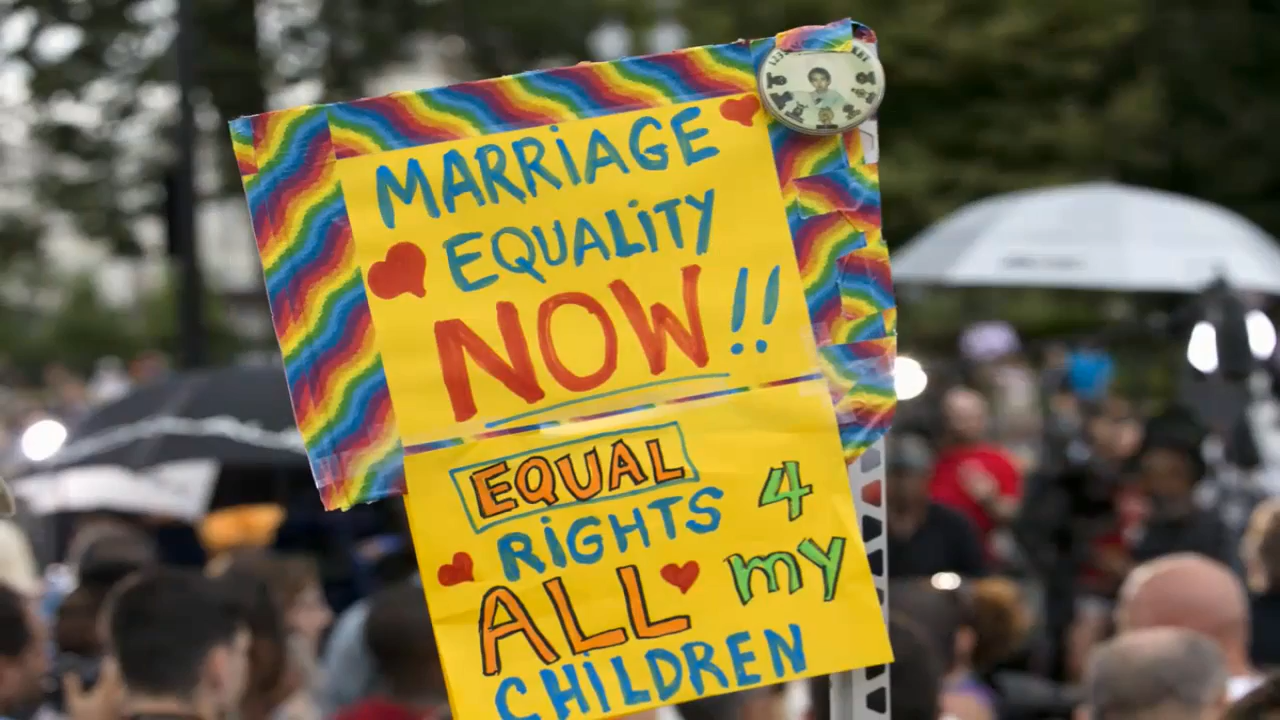 MARRiAGE
EQUALiTY
NOW!!
EQUAL
RiGHTS 4
ALL my
CHiLDREN